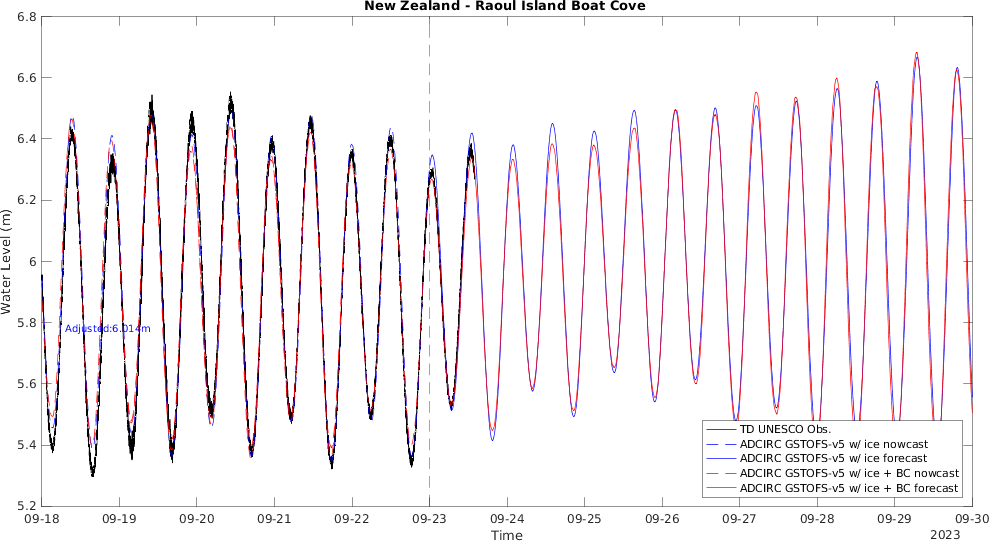 New Zealand - Raoul Island Boat Cove
6.8
6.6
6.4
6.2
6
5.8
5.6
5.4
5.2
Water Level (m)
Adjusted:6.014m
TD UNESCO Obs.
ADCIRC GSTOFS-v5 w/ ice nowcast
ADCIRC GSTOFS-v5 w/ ice forecast
ADCIRC GSTOFS-v5 w/ ice + BC nowcast
ADCIRC GSTOFS-v5 w/ ice + BC forecast
09-18 09-19 09-20 09-21 09-22 09-23 09-24 09-25 09-26 09-27 09-28 09-29 09-30
Time
2023